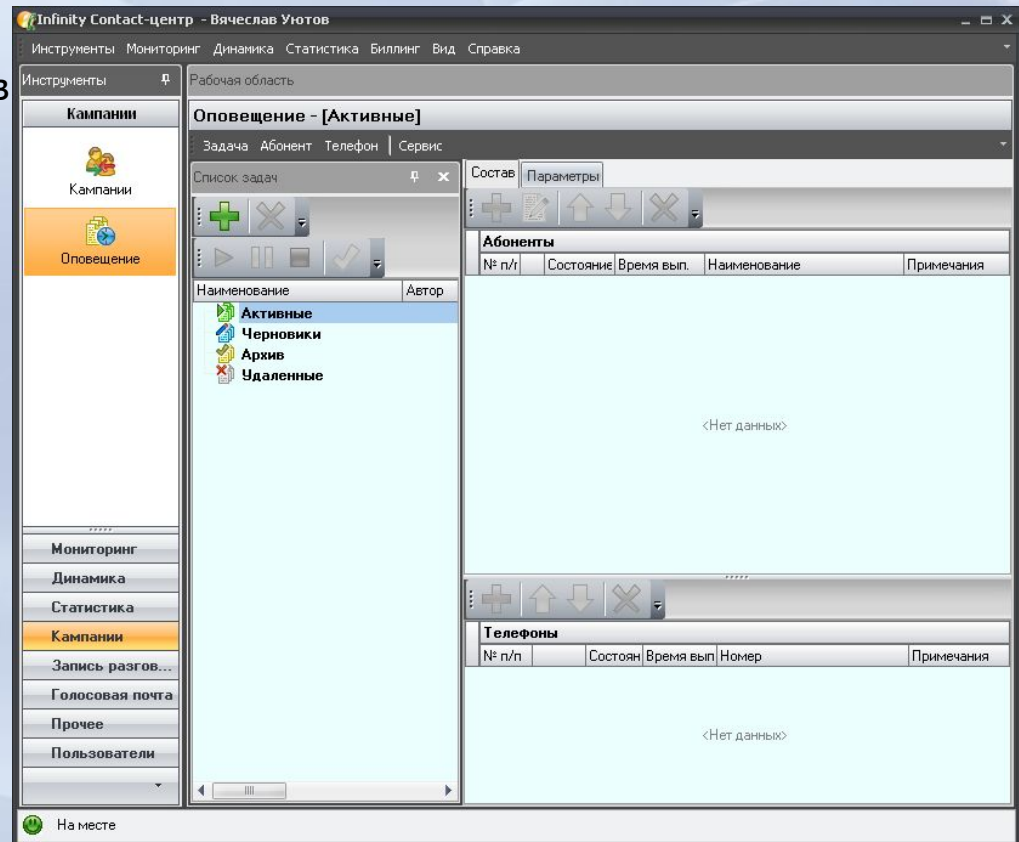 Infinity Contact-центр - Вячеслав Уютов
Инструменты Мониторинг Динамика Статистика Биллинг Вид Справка
в
Инструменты
Рабочая область
Кампании
Кампании
Оповещение
Мониторинг
Динамика
Статистика
Кампании
Запись разгов...
Голосовая почта
Прочее
Пользователи
Оповещение - [Активные]
Задача Абонент Телефон Сервис
Список задач
Наименование Автор
Активные
Черновики
Архив
Удаленные
Состав Параметры
Абоненты
№ п/г Состояние Время вып. Наименование Примечания
<Нет данных>
Телефоны
№ п/п Состоян Время вып Номер Примечания
<Нет данных>
На месте